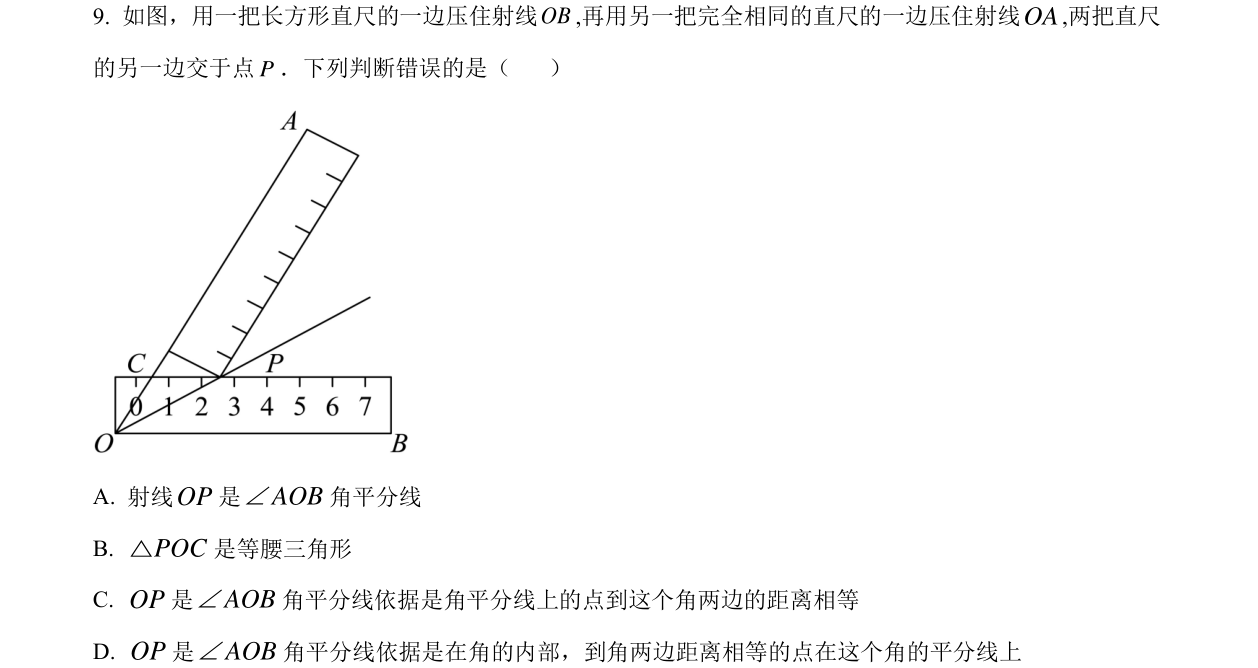 9. 如图，用一把长方形直尺的一边压住射线OB,再用另一把完全相同的直尺的一边压住射线OA,两把直尺
的另一边交于点P．下列判断错误的是（　　）
A
C
P
0 1 2 3 4 5 6 7
O
B
A. 射线OP是∠AOB角平分线
B. △POC是等腰三角形
C. OP是∠AOB角平分线依据是角平分线上的点到这个角两边的距离相等
D. OP是∠AOB角平分线依据是在角的内部，到角两边距离相等的点在这个角的平分线上